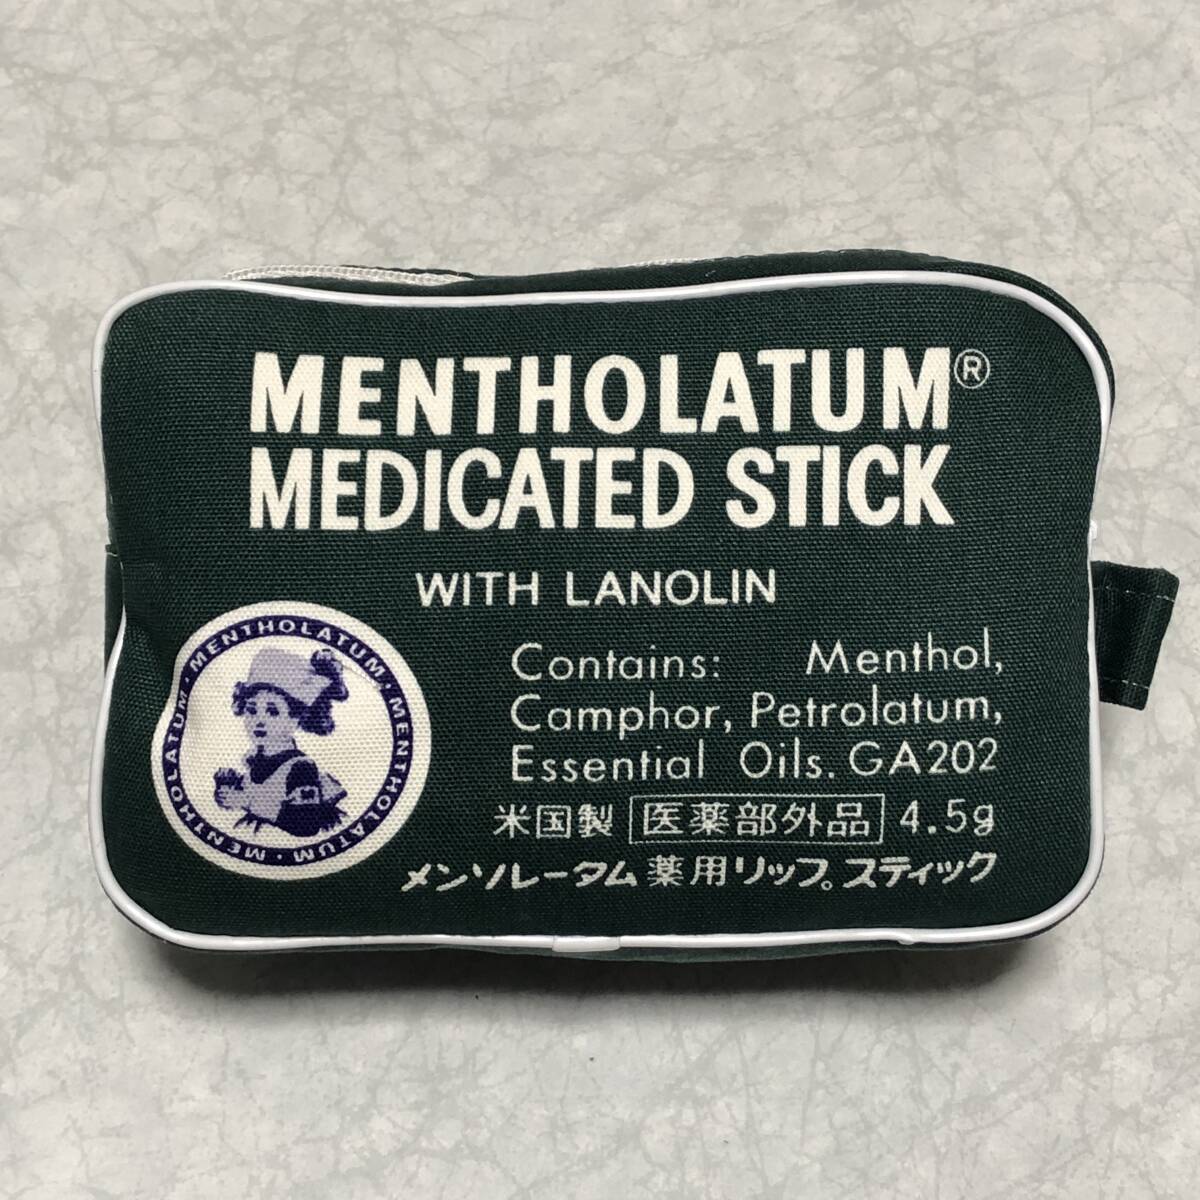 MENTHOLATUM®
MEDICATED STICK
WITH LANOLIN
MENTHOLATUM · MENTHOLATUM · MENTHOLATUM ·
Contains: Menthol,
Camphor, Petrolatum,
Essential Oils. GA202
米国製 医薬部外品 4.5g
メンソレータム 薬用リップ。スティック